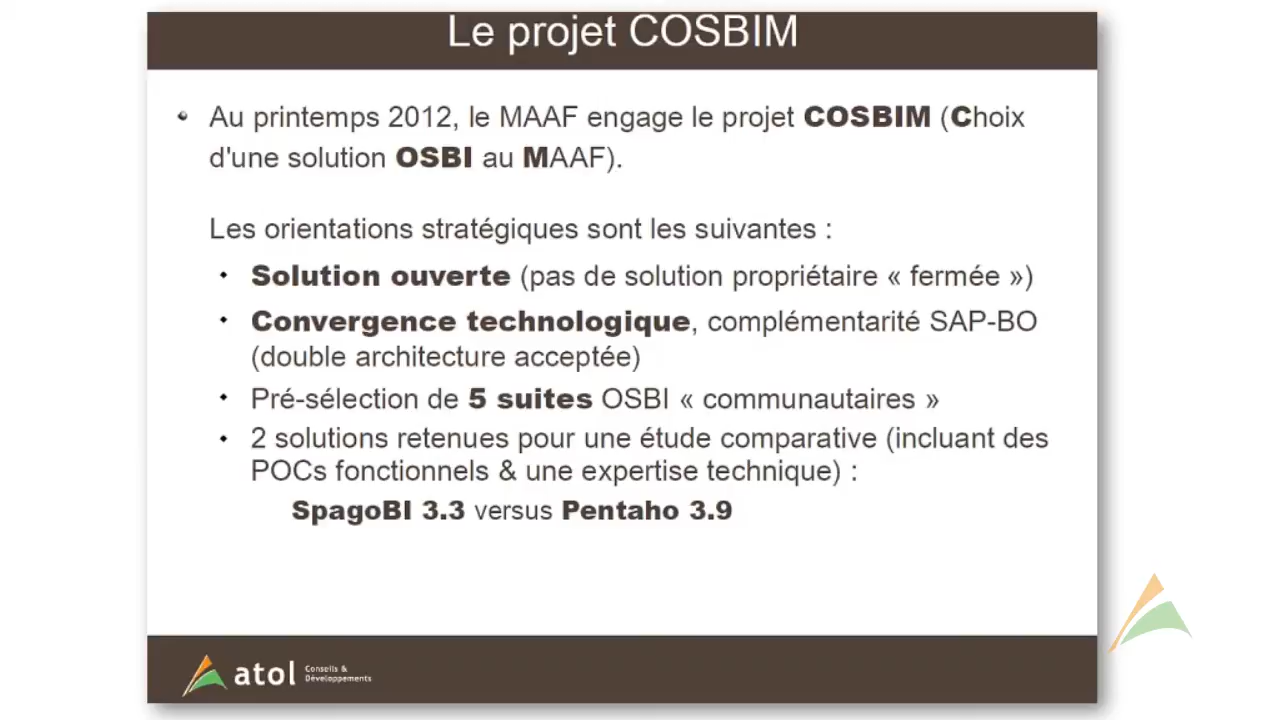 Le projet COSBIM
Au printemps 2012, le MAAF engage le projet COSBIM (Choix
d'une solution OSBI au MAAF).
Les orientations stratégiques sont les suivantes :
Solution ouverte (pas de solution propriétaire « fermée »)
Convergence technologique, complémentarité SAP-BO
(double architecture acceptée)
Pré-sélection de 5 suites OSBI « communautaires »
2 solutions retenues pour une étude comparative (incluant des
POCs fonctionnels & une expertise technique) :
SpagoBI 3.3 versus Pentaho 3.9
atol Conseils &
Développements